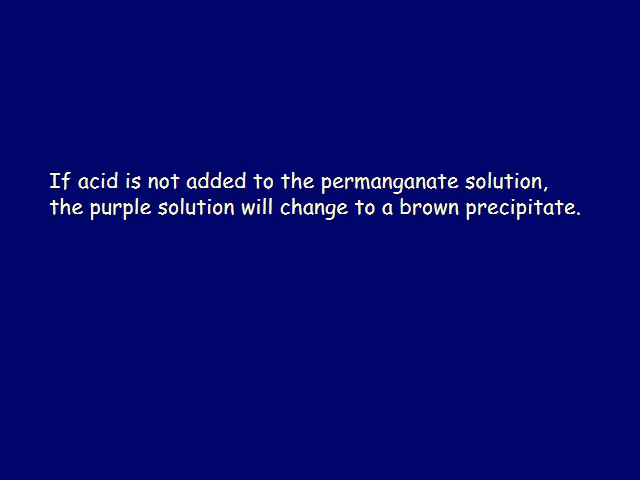 If acid is not added to the permanganate solution,
the purple solution will change to a brown precipitate.